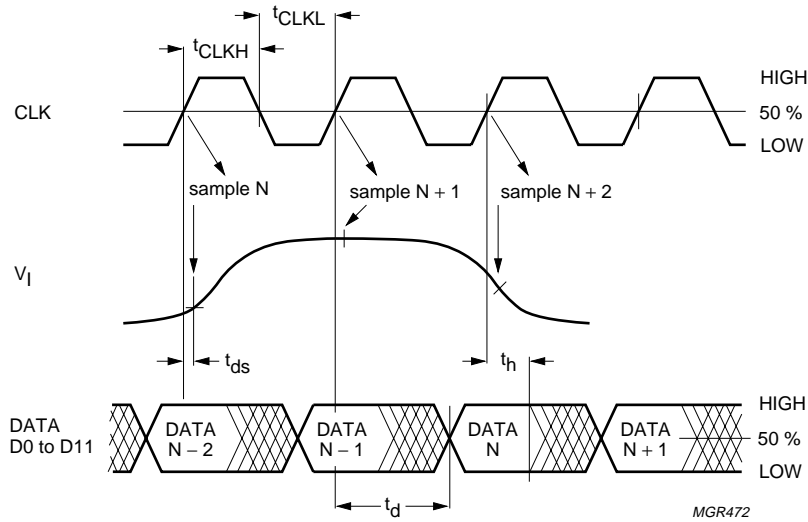 tCLKL
tCLKH
HIGH
CLK
50 %
LOW
sample N
sample N + 1
sample N + 2
VI
tds
th
HIGH
DATA
D0 to D11
DATA
N − 2
DATA
N − 1
DATA
N
DATA
N + 1
50 %
LOW
td
MGR472